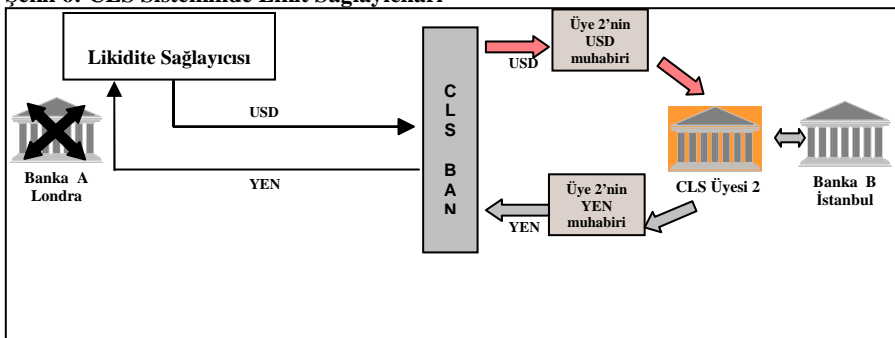 Likidite Sağlayıcısı
USD
YEN
Banka A
Londra
C
L
S
B
A
N
USD
Üye 2’nin
USD
muhabiri
YEN
Üye 2’nin
YEN
muhabiri
CLS Üyesi 2
Banka B
İstanbul